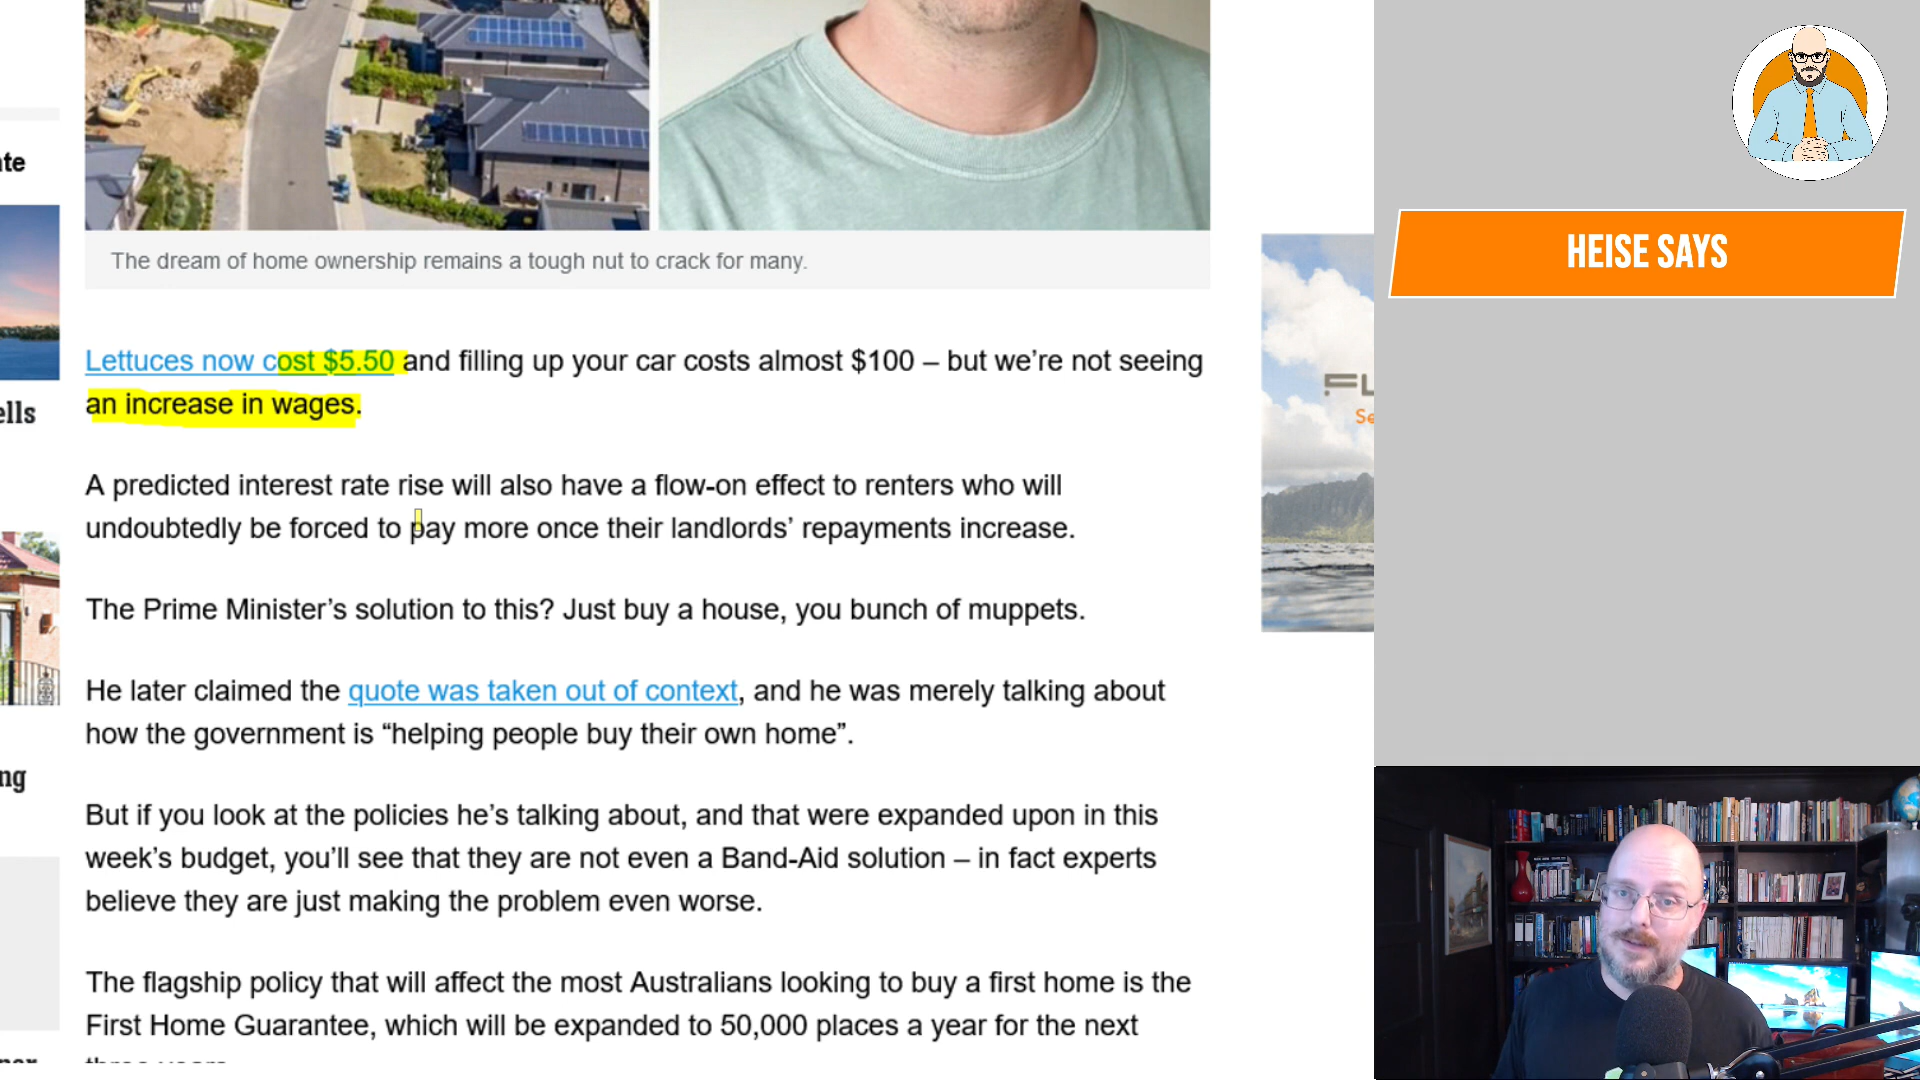 HEISE SAYS
ate
The dream of home ownership remains a tough nut to crack for many.
Lettuces now cost $5.50 and filling up your car costs almost $100 – but we’re not seeing
an increase in wages.
ells
A predicted interest rate rise will also have a flow-on effect to renters who will
undoubtedly be forced to pay more once their landlords’ repayments increase.
The Prime Minister’s solution to this? Just buy a house, you bunch of muppets.
He later claimed the quote was taken out of context, and he was merely talking about
how the government is “helping people buy their own home”.
ng
But if you look at the policies he’s talking about, and that were expanded upon in this
week’s budget, you’ll see that they are not even a Band-Aid solution – in fact experts
believe they are just making the problem even worse.
The flagship policy that will affect the most Australians looking to buy a first home is the
First Home Guarantee, which will be expanded to 50,000 places a year for the next
three years